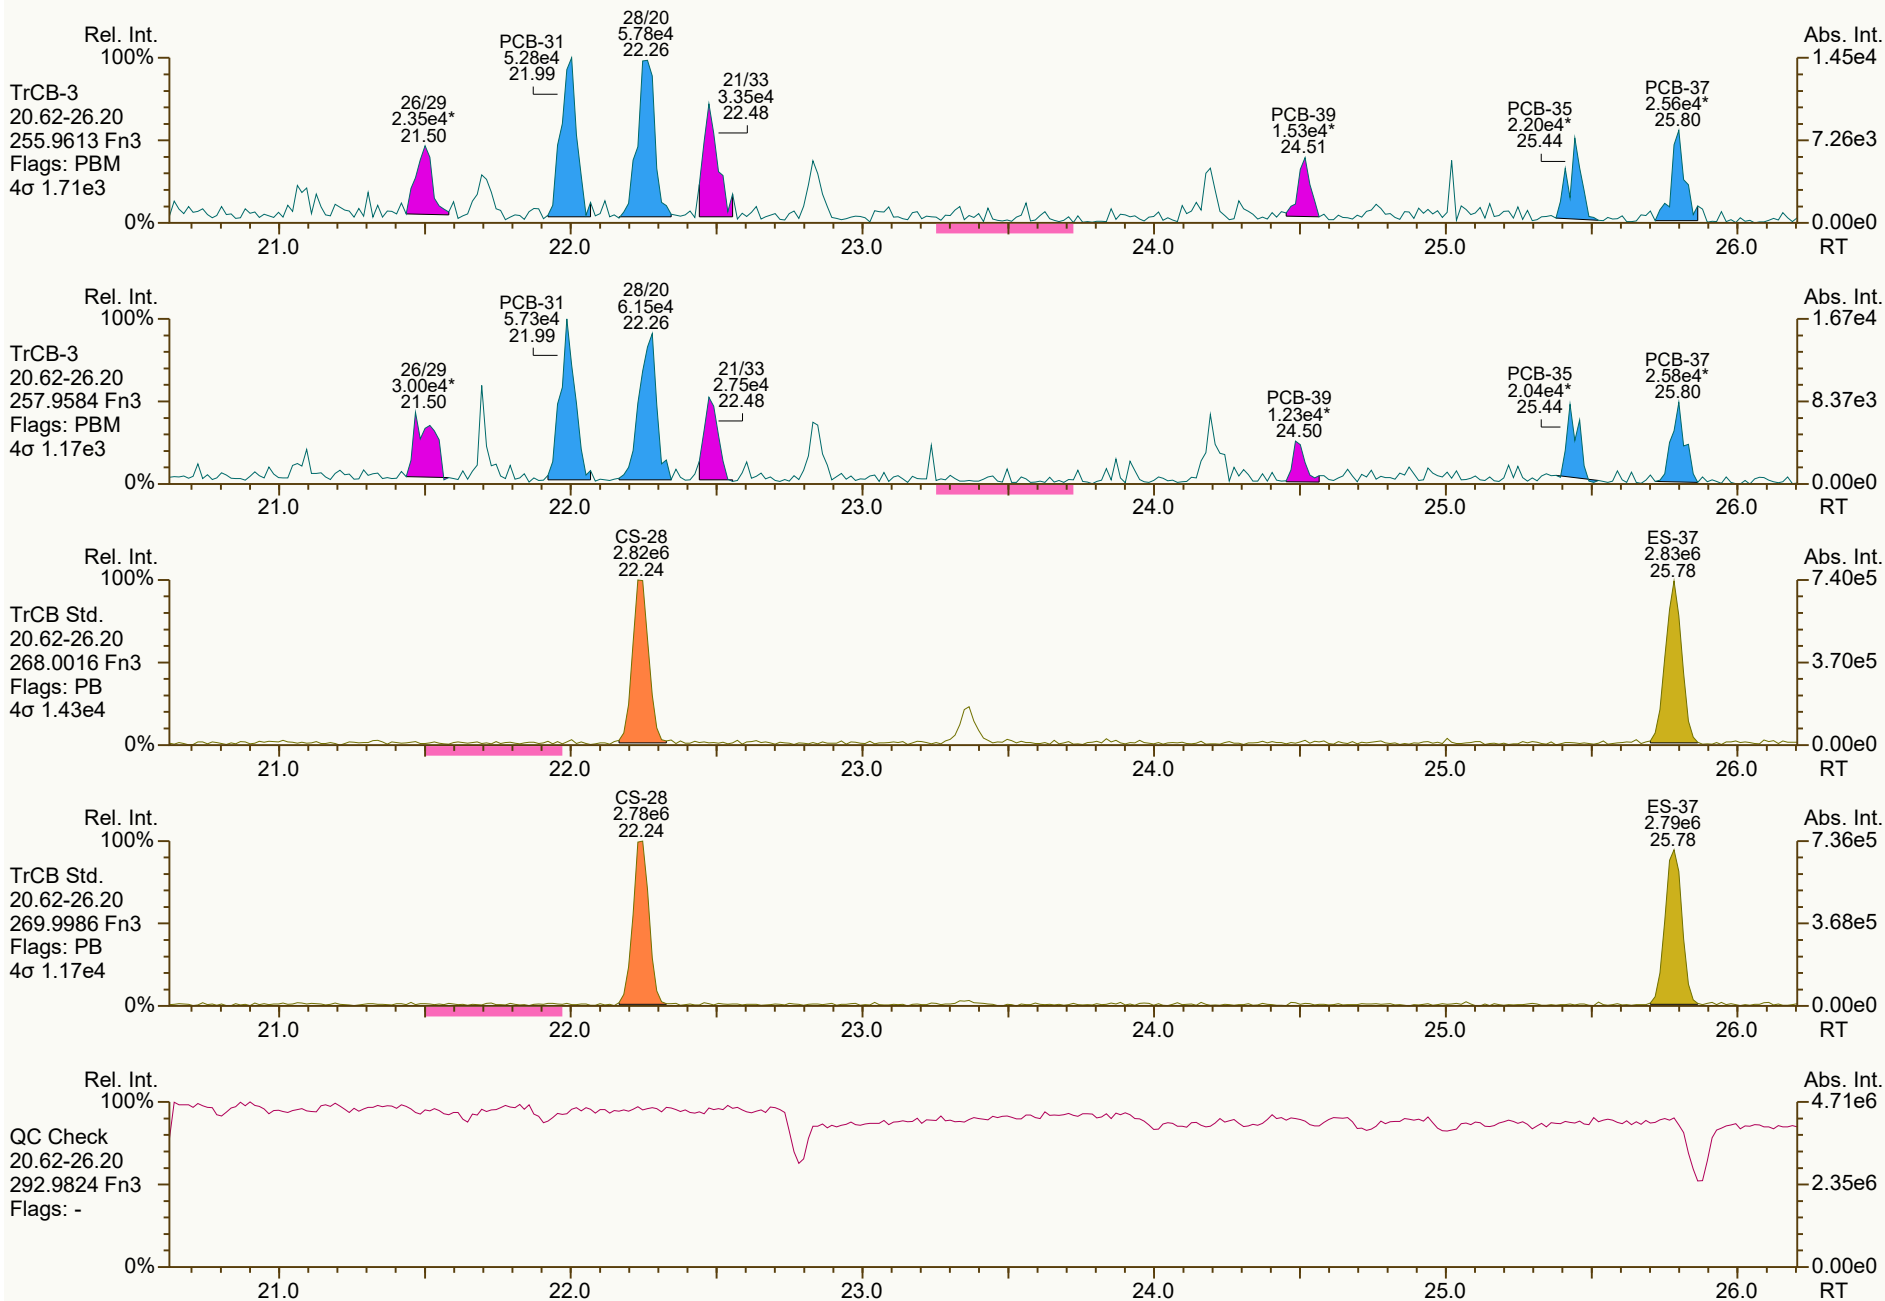 Rel. Int.
100%
0%
TrCB-3
20.62-26.20
255.9613 Fn3
Flags: PBM
4σ 1.71e3
26/29
2.35e4*
21.50
PCB-31
5.28e4
21.99
28/20
5.78e4
22.26
21/33
3.35e4
22.48
PCB-39
1.53e4*
24.51
PCB-35
2.20e4*
25.44
PCB-37
2.56e4*
25.80
Abs. Int.
1.45e4
7.26e3
0.00e0
21.0 22.0 23.0 24.0 25.0 26.0 RT
Rel. Int.
100%
0%
TrCB-3
20.62-26.20
257.9584 Fn3
Flags: PBM
4σ 1.17e3
26/29
3.00e4*
21.50
PCB-31
5.73e4
21.99
28/20
6.15e4
22.26
21/33
2.75e4
22.48
PCB-39
1.23e4*
24.50
PCB-35
2.04e4*
25.44
PCB-37
2.58e4*
25.80
Abs. Int.
1.67e4
8.37e3
0.00e0
21.0 22.0 23.0 24.0 25.0 26.0 RT
Rel. Int.
100%
0%
TrCB Std.
20.62-26.20
268.0016 Fn3
Flags: PB
4σ 1.43e4
CS-28
2.82e6
22.24
ES-37
2.83e6
25.78
Abs. Int.
7.40e5
3.70e5
0.00e0
21.0 22.0 23.0 24.0 25.0 26.0 RT
Rel. Int.
100%
0%
TrCB Std.
20.62-26.20
269.9986 Fn3
Flags: PB
4σ 1.17e4
CS-28
2.78e6
22.24
ES-37
2.79e6
25.78
Abs. Int.
7.36e5
3.68e5
0.00e0
21.0 22.0 23.0 24.0 25.0 26.0 RT
Rel. Int.
100%
0%
QC Check
20.62-26.20
292.9824 Fn3
Flags: -
Abs. Int.
4.71e6
2.35e6
0.00e0
21.0 22.0 23.0 24.0 25.0 26.0 RT